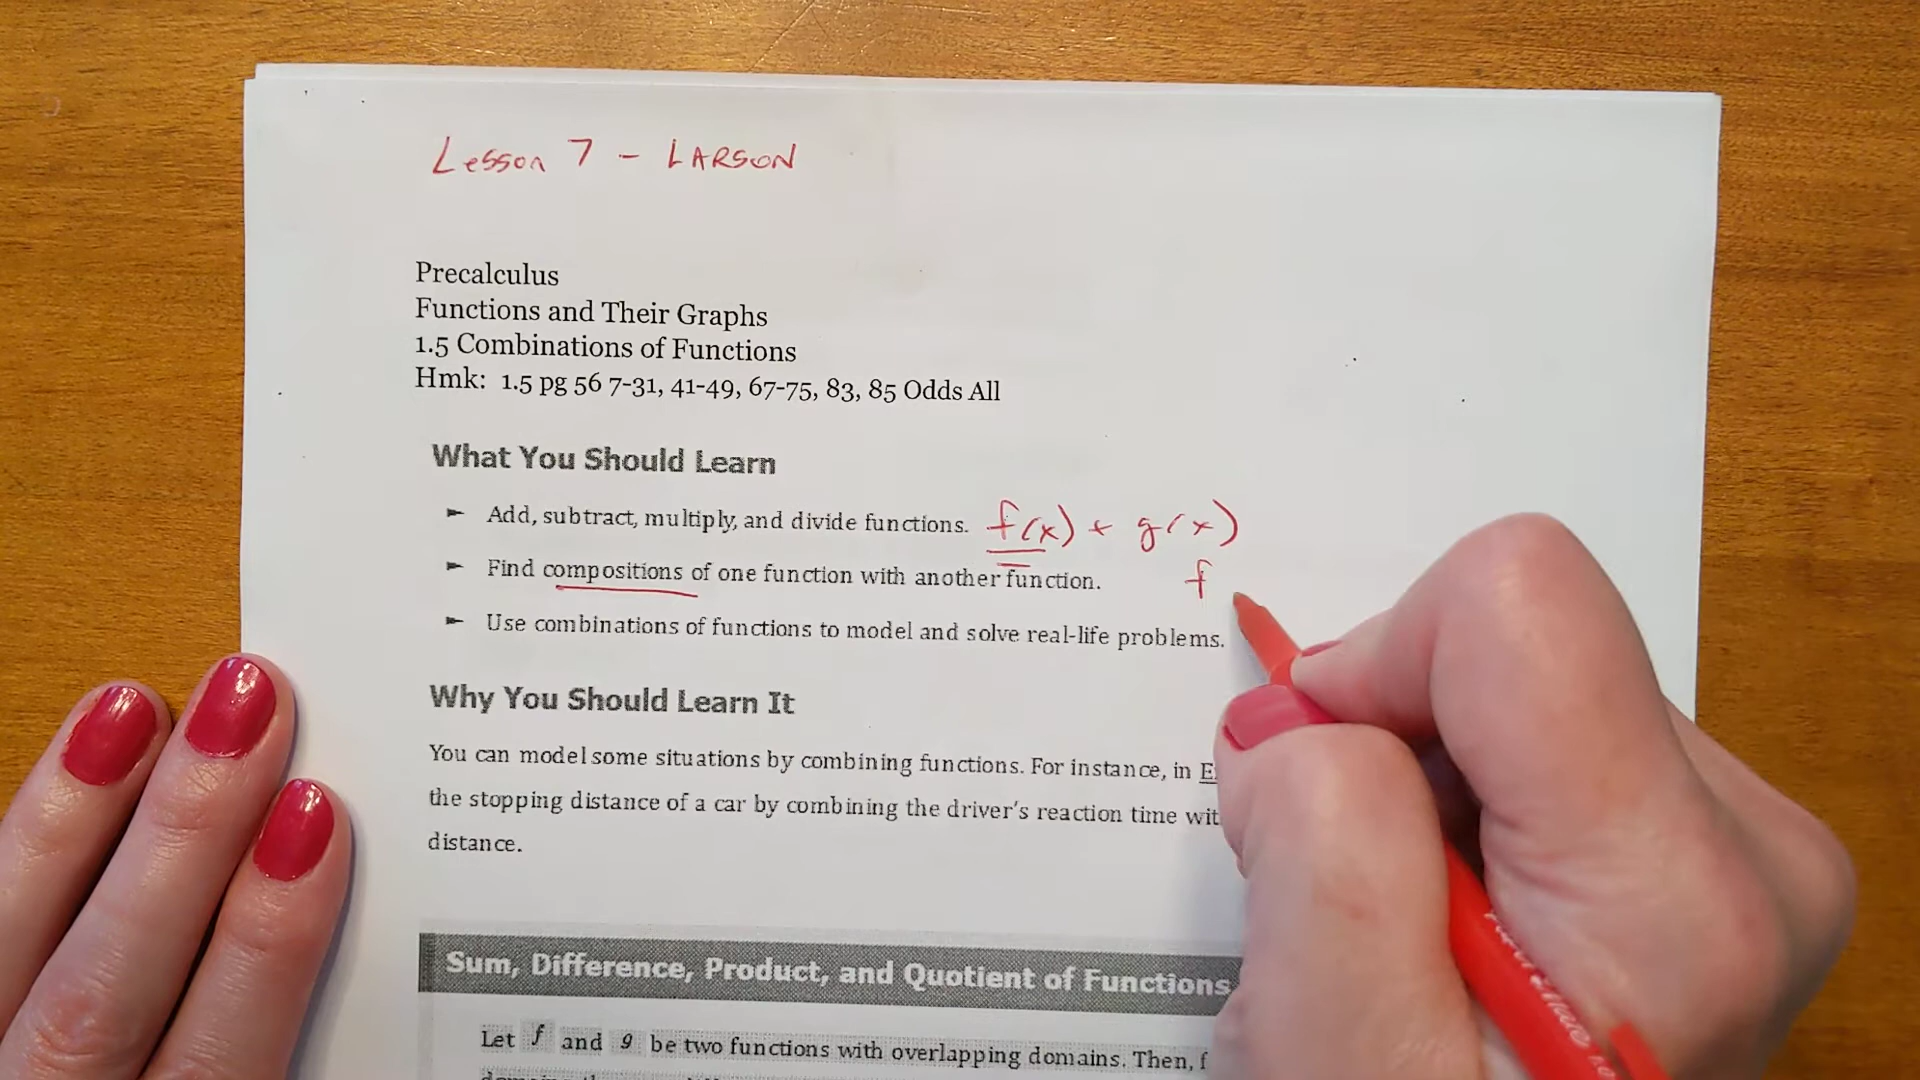 Lesson 7 - LARSON
Precalculus
Functions and Their Graphs
1.5 Combinations of Functions
Hmk: 1.5 pg 56 7-31, 41-49, 67-75, 83, 85 Odds All
What You Should Learn
► Add, subtract, multiply, and divide functions. f(x) + g(x)
► Find compositions of one function with another function. f
► Use combinations of functions to model and solve real-life problems.
Why You Should Learn It
You can model some situations by combining functions. For instance, in
the stopping distance of a car by combining the driver's reaction time
distance.
Sum, Difference, Product, and Quotient of Functions
Let f and g be two functions with overlapping domains. Then,